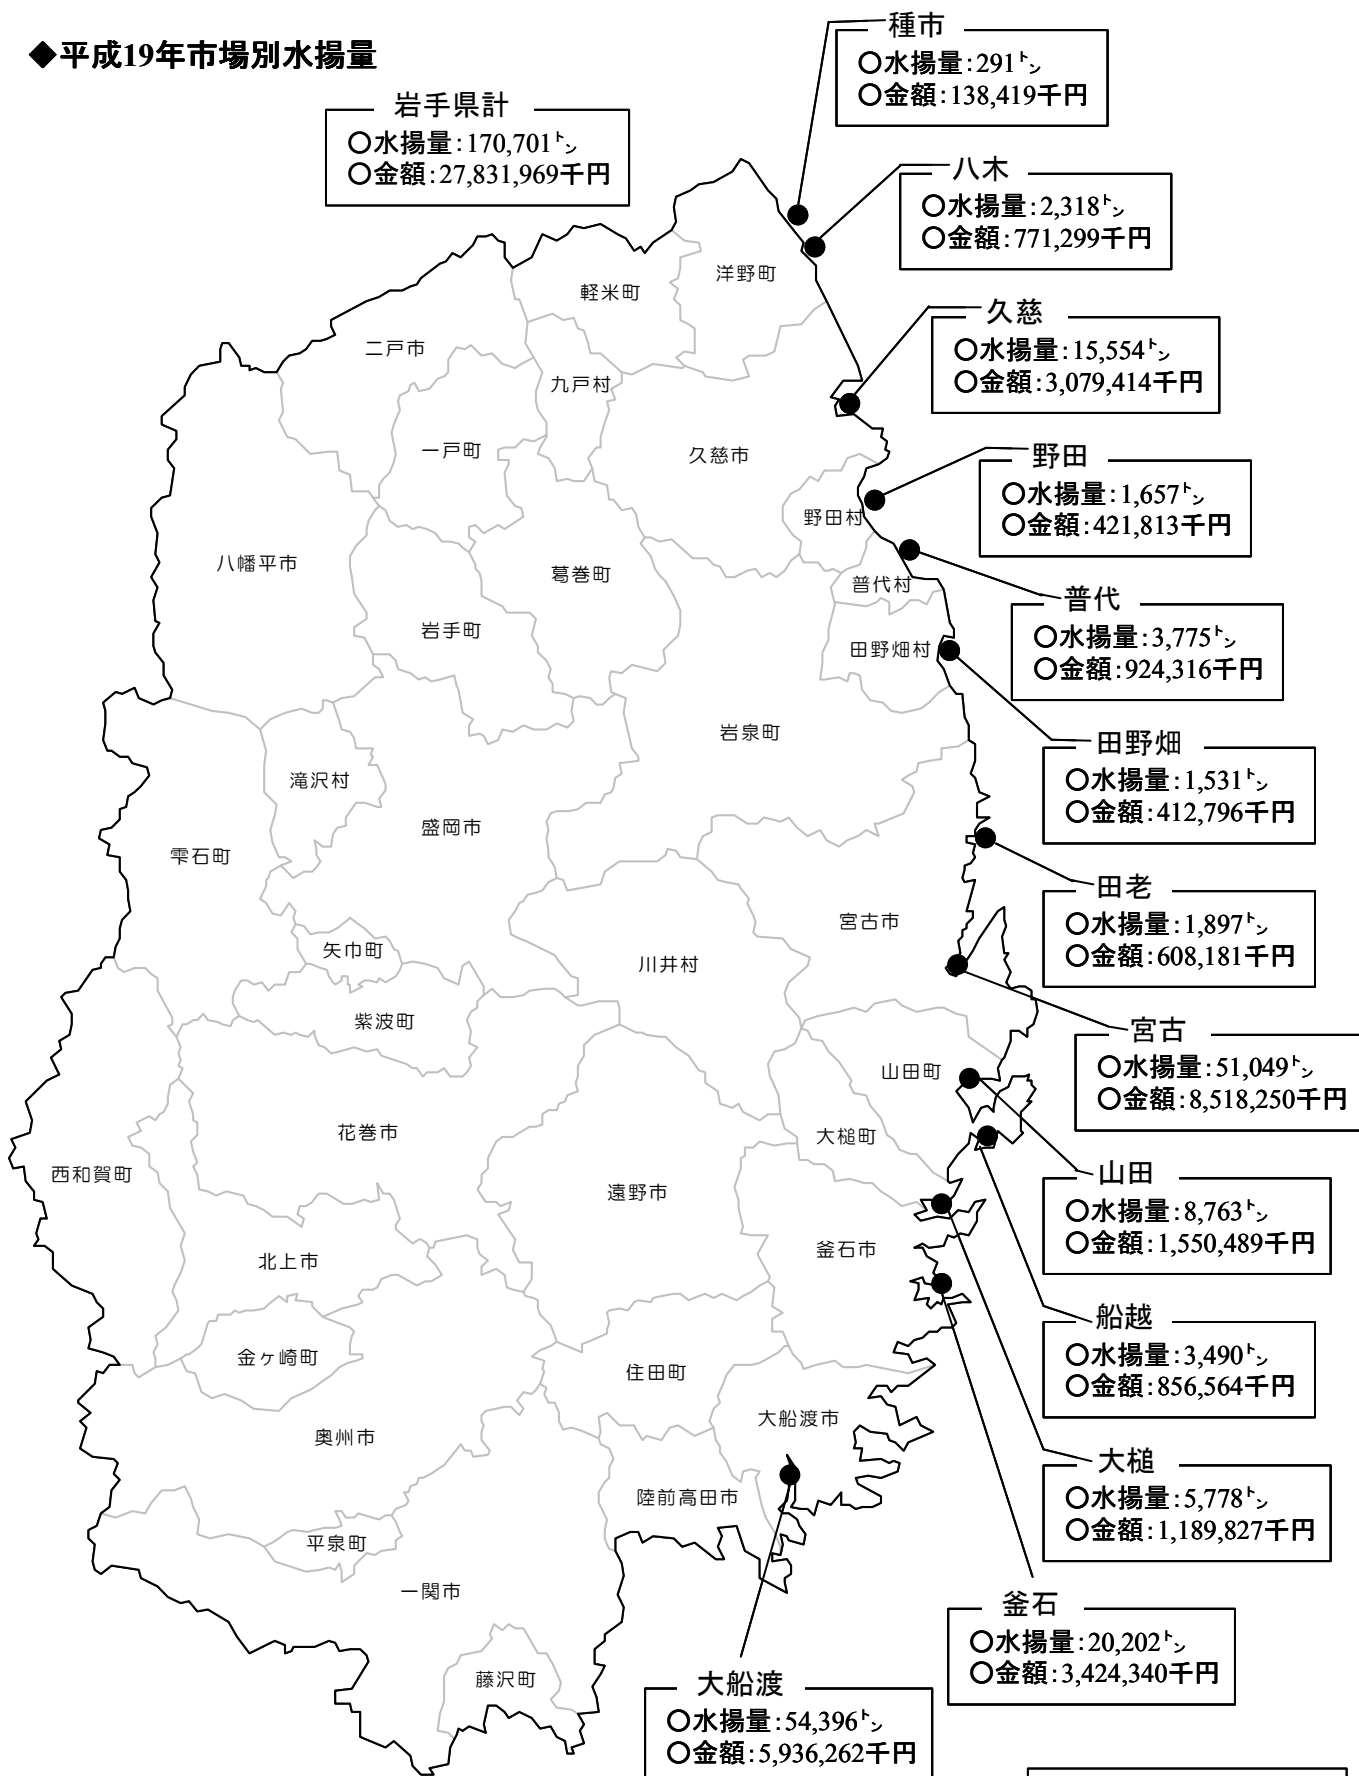 ◆平成19年市場別水揚量
岩手県計
○水揚量:170,701㌧
○金額:27,831,969千円
種市
○水揚量:291㌧
○金額:138,419千円
八木
○水揚量:2,318㌧
○金額:771,299千円
久慈
○水揚量:15,554㌧
○金額:3,079,414千円
野田
○水揚量:1,657㌧
○金額:421,813千円
普代
○水揚量:3,775㌧
○金額:924,316千円
田野畑
○水揚量:1,531㌧
○金額:412,796千円
田老
○水揚量:1,897㌧
○金額:608,181千円
宮古
○水揚量:51,049㌧
○金額:8,518,250千円
山田
○水揚量:8,763㌧
○金額:1,550,489千円
船越
○水揚量:3,490㌧
○金額:856,564千円
大槌
○水揚量:5,778㌧
○金額:1,189,827千円
釜石
○水揚量:20,202㌧
○金額:3,424,340千円
大船渡
○水揚量:54,396㌧
○金額:5,936,262千円
洋野町
軽米町
二戸市
九戸村
一戸町
久慈市
野田村
八幡平市
葛巻町
普代村
岩手町
田野畑村
岩泉町
滝沢村
盛岡市
雫石町
宮古市
矢巾町
川井村
紫波町
山田町
花巻市
大槌町
西和賀町
遠野市
釜石市
北上市
金ヶ崎町
住田町
大船渡市
奥州市
陸前高田市
平泉町
一関市
藤沢町